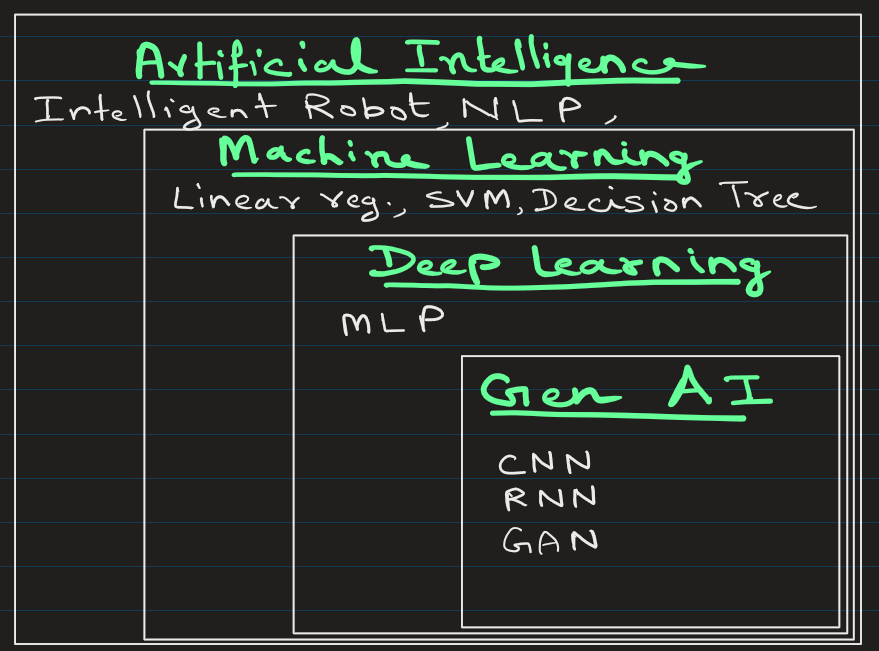 Artificial Intelligence
Intelligent Robot, NLP,
Machine Learning
Linear reg., SVM, Decision Tree
Deep Learning
MLP
Gen AI
CNN
RNN
GAN